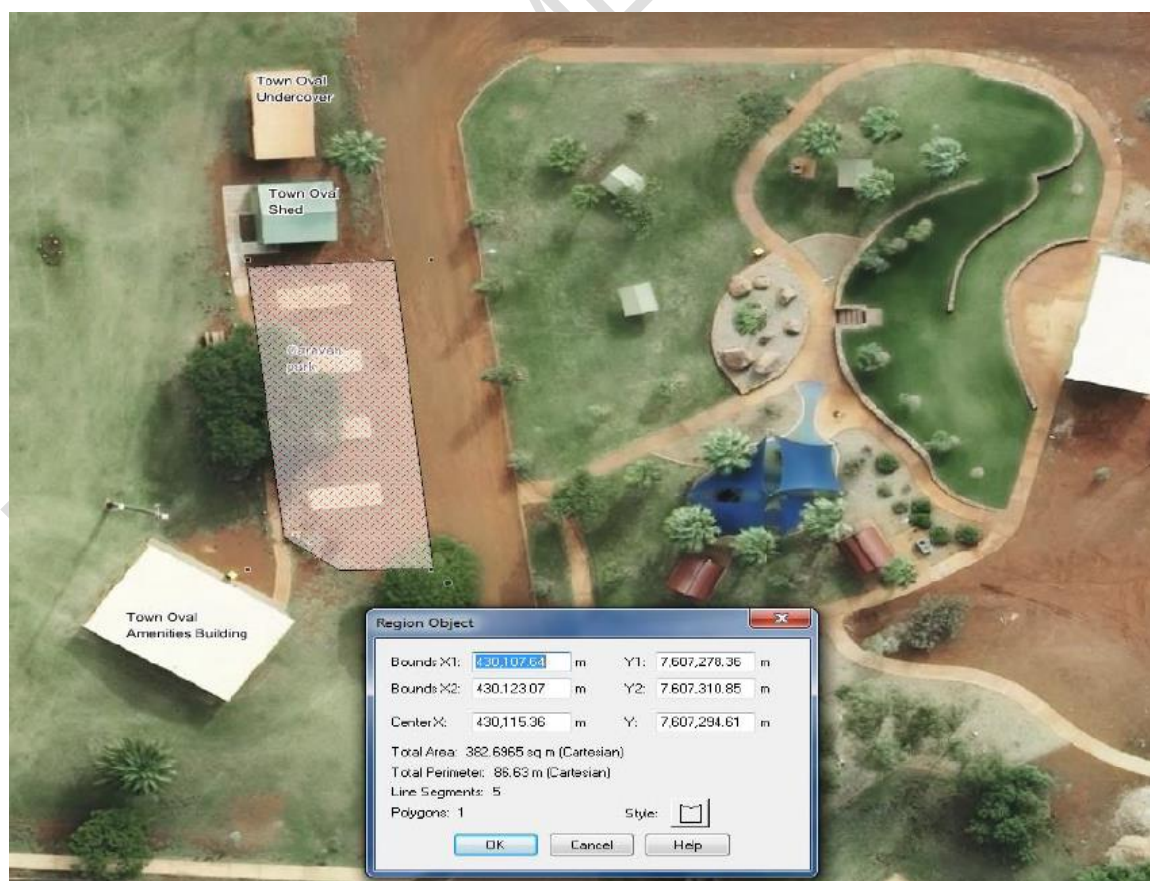 Town Oval
Undercover
Town Oval
Shed
Caravan
park
Town Oval
Amenities Building
Region Object
Bounds X1: 430,107.64 m Y1: 7,607,278.36 m
Bounds X2: 430,123.07 m Y2: 7,607,310.85 m
Center X: 430,115.36 m Y: 7,607,294.61 m
Total Area: 382.6965 sq m (Cartesian)
Total Perimeter: 86.63 m (Cartesian)
Line Segments: 5
Polygons: 1 Style:
OK Cancel Help